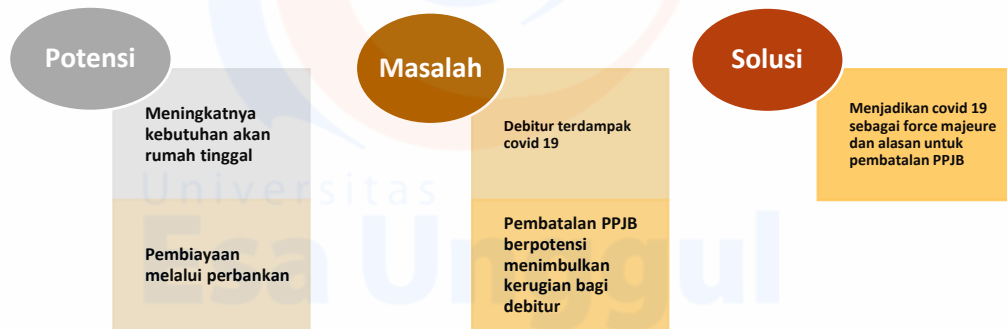 Potensi
Meningkatnya
kebutuhan akan
rumah tinggal
Pembiayaan
melalui perbankan
Masalah
Debitur terdampak
covid 19
Pembatalan PPJB
berpotensi
menimbulkan
kerugian bagi
debitur
Solusi
Menjadikan covid 19
sebagai force majeure
dan alasan untuk
pembatalan PPJB
Universitas
Esa Unggul